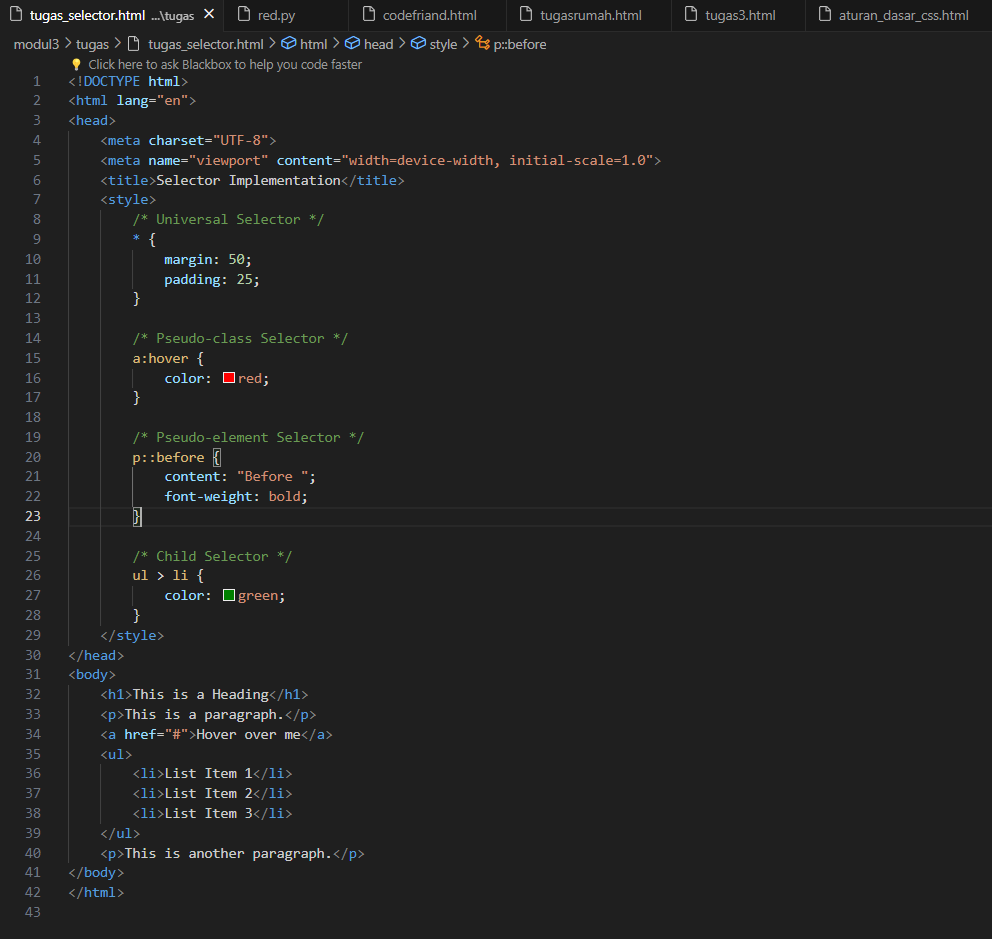 tugas_selector.html ...\tugas red.py codefriand.html tugasrumah.html tugas3.html aturan_dasar_css.html
modul3 > tugas > tugas_selector.html > html > head > style > p::before
Click here to ask Blackbox to help you code faster
1 <!DOCTYPE html>
2 <html lang="en">
3 <head>
4     <meta charset="UTF-8">
5     <meta name="viewport" content="width=device-width, initial-scale=1.0">
6     <title>Selector Implementation</title>
7     <style>
8         /* Universal Selector */
9         * {
10             margin: 50;
11             padding: 25;
12         }
13
14         /* Pseudo-class Selector */
15         a:hover {
16             color: red;
17         }
18
19         /* Pseudo-element Selector */
20         p::before {
21             content: "Before ";
22             font-weight: bold;
23         }
24
25         /* Child Selector */
26         ul > li {
27             color: green;
28         }
29     </style>
30 </head>
31 <body>
32     <h1>This is a Heading</h1>
33     <p>This is a paragraph.</p>
34     <a href="#">Hover over me</a>
35     <ul>
36         <li>List Item 1</li>
37         <li>List Item 2</li>
38         <li>List Item 3</li>
39     </ul>
40     <p>This is another paragraph.</p>
41 </body>
42 </html>
43